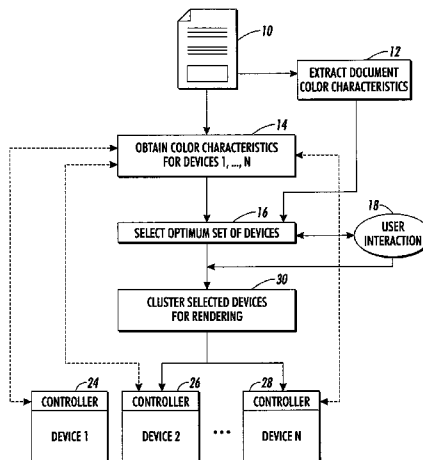 10
12
EXTRACT DOCUMENT
COLOR CHARACTERISTICS
14
OBTAIN COLOR CHARACTERISTICS
FOR DEVICES 1, ..., N
16
SELECT OPTIMUM SET OF DEVICES
18
USER
INTERACTION
30
CLUSTER SELECTED DEVICES
FOR RENDERING
24
CONTROLLER
DEVICE 1
26
CONTROLLER
DEVICE 2
•••
28
CONTROLLER
DEVICE N